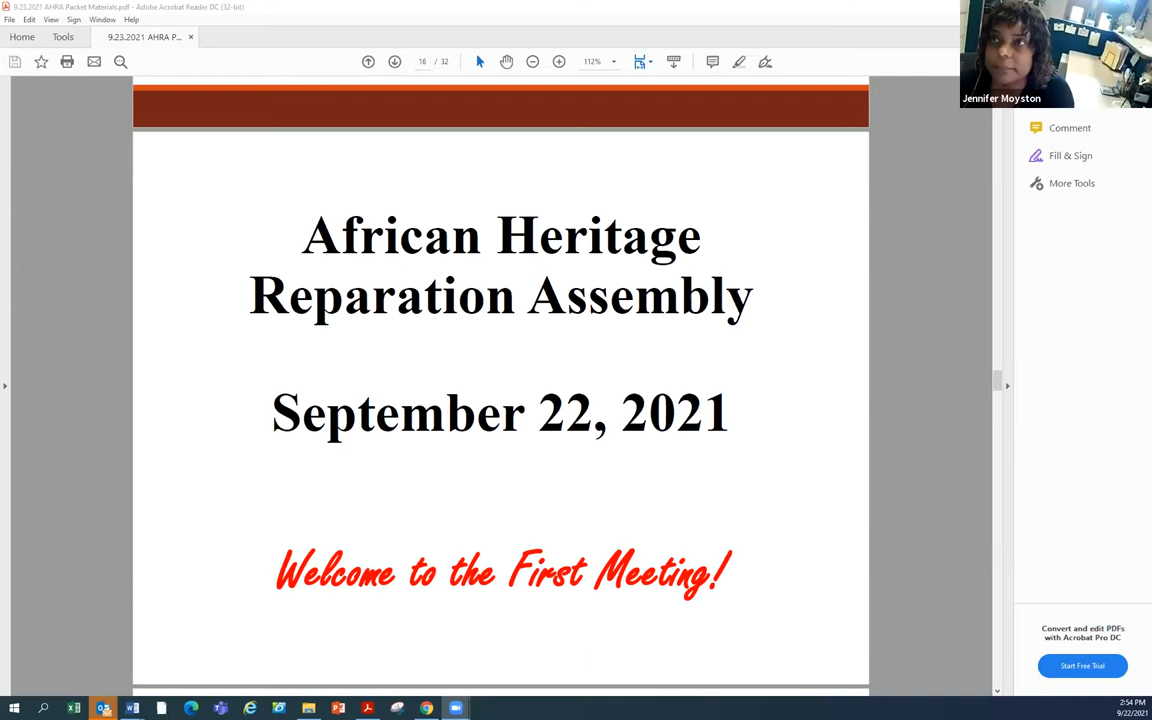 9.23.2021 AHRA Packet Materials.pdf - Adobe Acrobat Reader DC (32-bit)
File Edit View Sign Window Help
Home Tools 9.23.2021 AHRA P... ×
16 / 32 112%
Jennifer Moyston
Comment
Fill & Sign
More Tools
African Heritage
Reparation Assembly
September 22, 2021
Welcome to the First Meeting!
Convert and edit PDFs
with Acrobat Pro DC
Start Free Trial
2:54 PM
9/22/2021